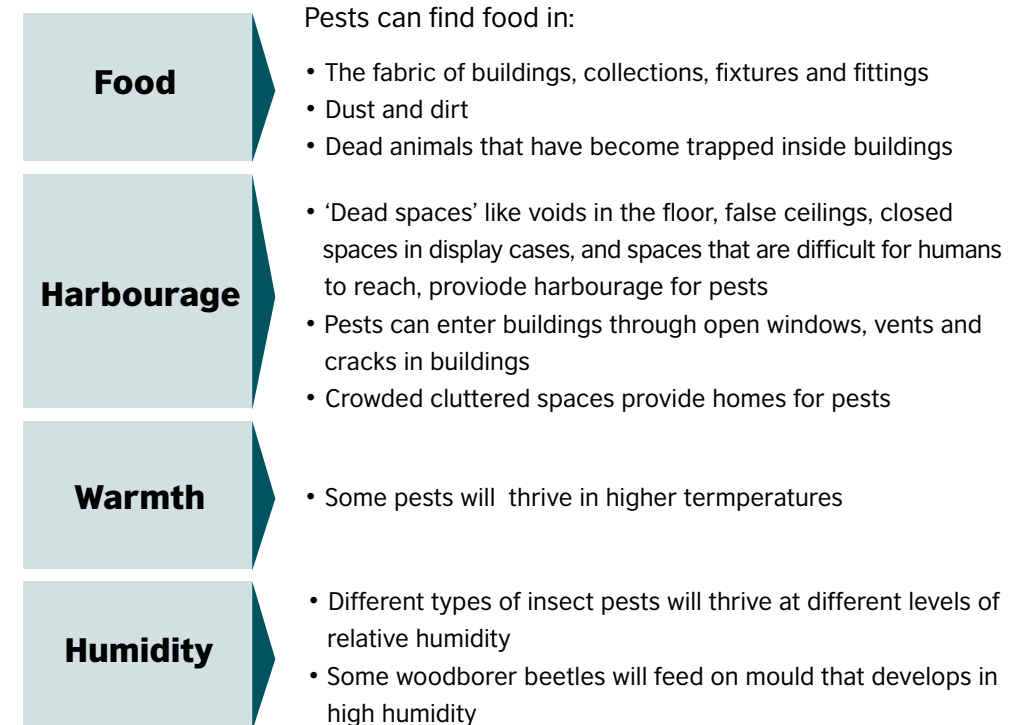 Food
Pests can find food in:
• The fabric of buildings, collections, fixtures and fittings
• Dust and dirt
• Dead animals that have become trapped inside buildings
Harbourage
• ‘Dead spaces’ like voids in the floor, false ceilings, closed
spaces in display cases, and spaces that are difficult for humans
to reach, proviode harbourage for pests
• Pests can enter buildings through open windows, vents and
cracks in buildings
• Crowded cluttered spaces provide homes for pests
Warmth
• Some pests will  thrive in higher termperatures
Humidity
• Different types of insect pests will thrive at different levels of
relative humidity
• Some woodborer beetles will feed on mould that develops in
high humidity